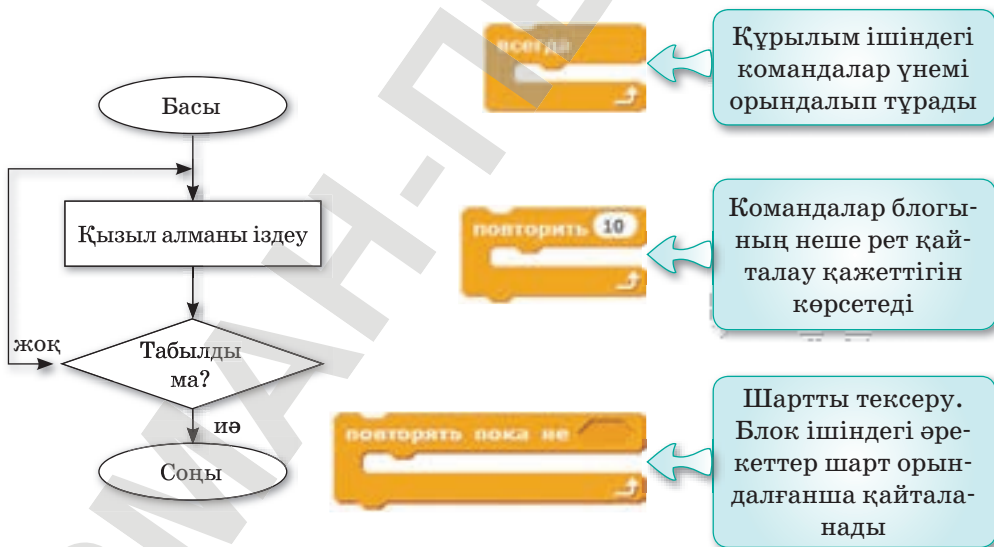 Басы
Қызыл алманы іздеу
жоқ
Табылды
ма?
иә
Соңы
всегда
Құрылым ішіндегі
командалар үнемі
орындалып тұрады
повторить 10
Командалар блогы-
ның неше рет қай-
талау қажеттігін
көрсетеді
повторять пока не
Шартты тексеру.
Блок ішіндегі әре-
кеттер шарт орын-
далғанша қайтала-
нады